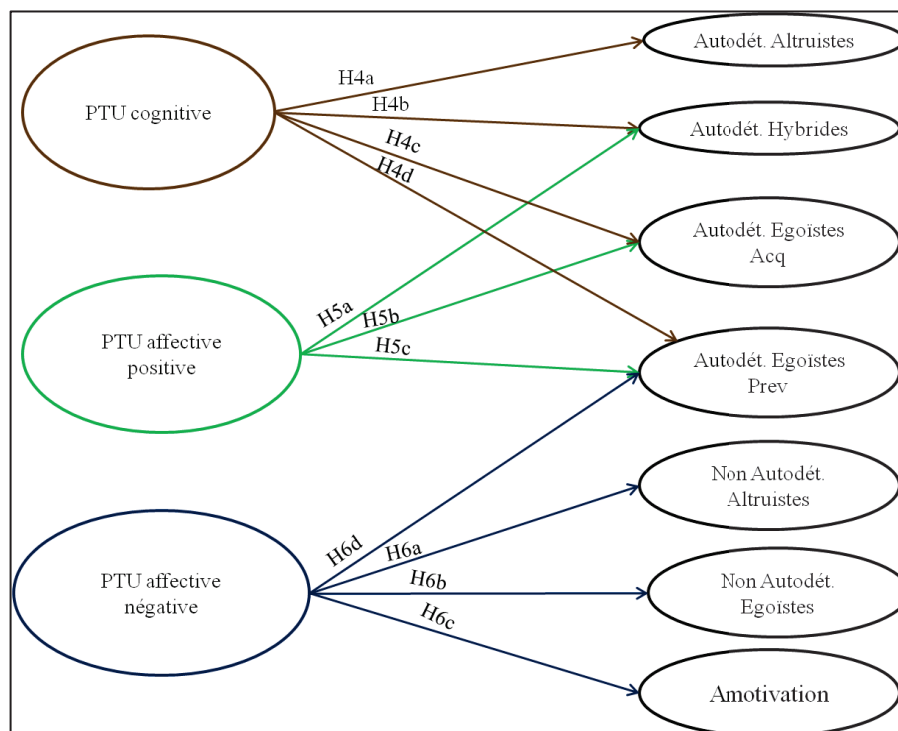 Autodét. Altruistes
H4a
PTU cognitive
H4b
Autodét. Hybrides
H4c
H4d
Autodét. Egoïstes
Acq
H5a
H5b
PTU affective
positive
H5c
Autodét. Egoïstes
Prev
Non Autodét.
Altruistes
H6d
H6a
PTU affective
négative
H6b
Non Autodét.
Egoïstes
H6c
Amotivation